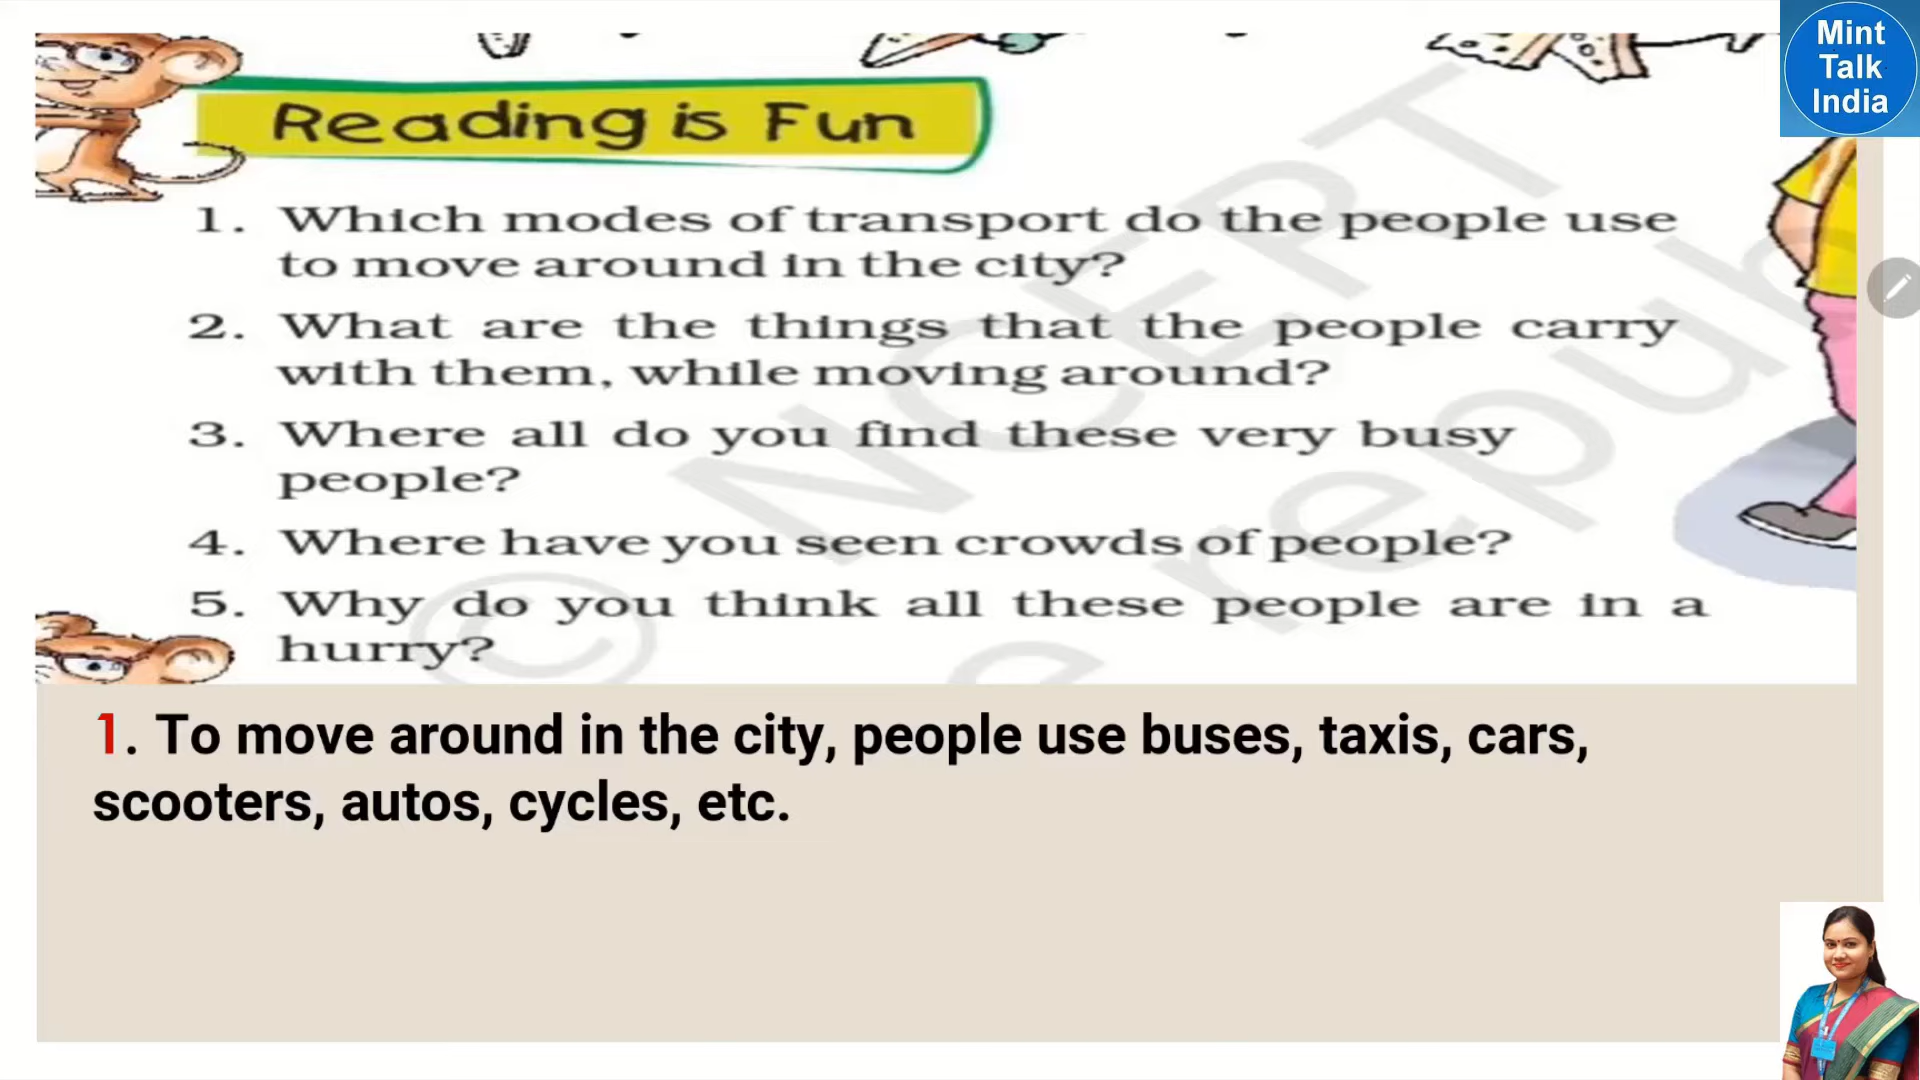 Mint
Talk
India
Reading is Fun
1. Which modes of transport do the people use
to move around in the city?
2. What are the things that the people carry
with them, while moving around?
3. Where all do you find these very busy
people?
4. Where have you seen crowds of people?
5. Why do you think all these people are in a
hurry?
© NCERT
e repub
1. To move around in the city, people use buses, taxis, cars,
scooters, autos, cycles, etc.